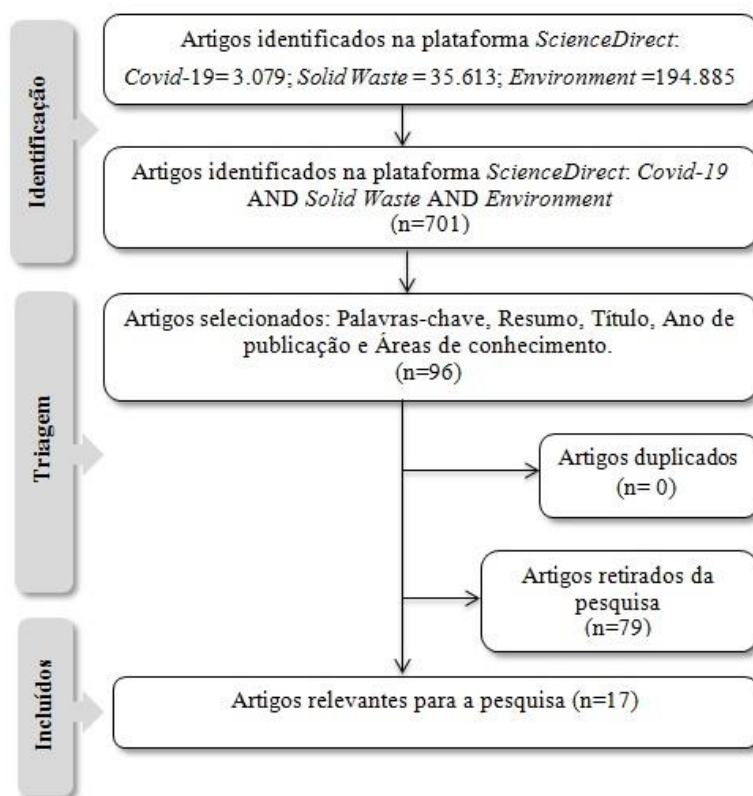 Identificação
Artigos identificados na plataforma ScienceDirect:
Covid-19= 3.079; Solid Waste = 35.613; Environment =194.885
Artigos identificados na plataforma ScienceDirect: Covid-19
AND Solid Waste AND Environment
(n=701)
Triagem
Artigos selecionados: Palavras-chave, Resumo, Título, Ano de
publicação e Áreas de conhecimento.
(n=96)
Artigos duplicados
(n= 0)
Artigos retirados da
pesquisa
(n=79)
Incluídos
Artigos relevantes para a pesquisa (n=17)